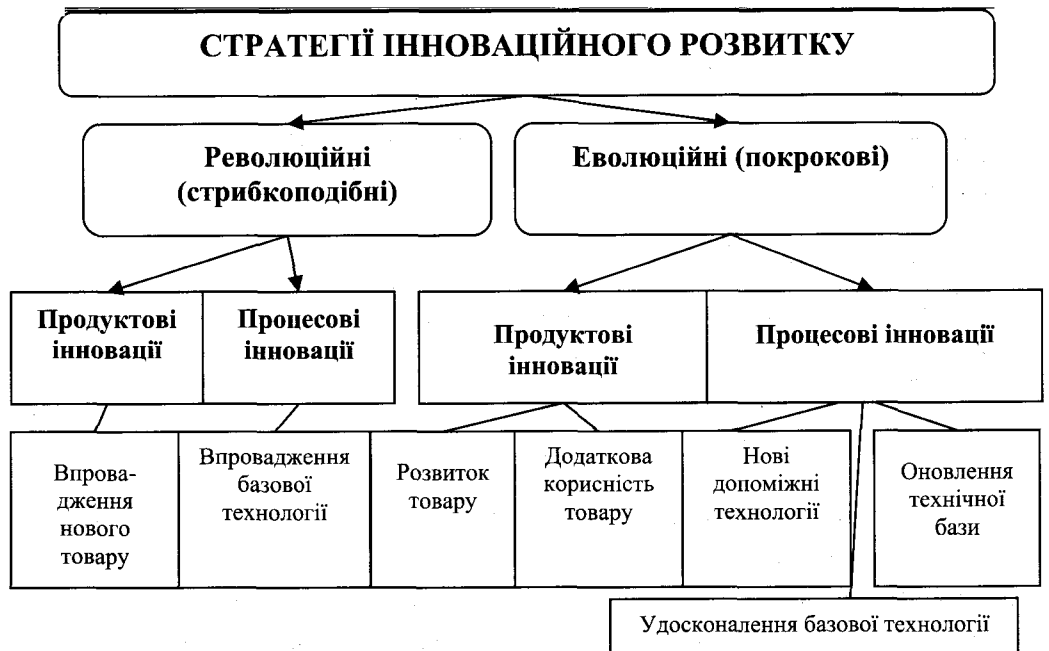 СТРАТЕГІЇ ІННОВАЦІЙНОГО РОЗВИТКУ
Революційні
(стрибкоподібні)
Еволюційні (покрокові)
Продуктові
інновації
Процесові
інновації
Продуктові
інновації
Процесові інновації
Впрова-
дження
нового
товару
Впровадження
базової
технології
Розвиток
товару
Додаткова
корисність
товару
Нові
допоміжні
технології
Оновлення
технічної
бази
Удосконалення базової технології